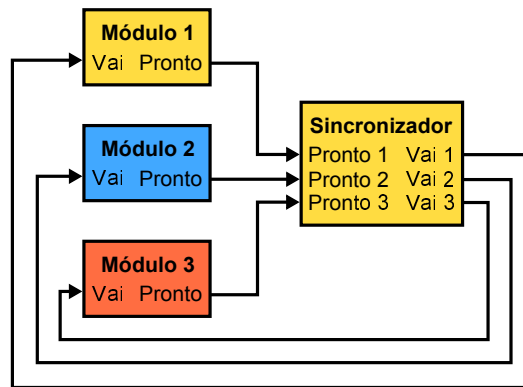 Módulo 1
Vai Pronto
Módulo 2
Vai Pronto
Módulo 3
Vai Pronto
Sincronizador
Pronto 1 Vai 1
Pronto 2 Vai 2
Pronto 3 Vai 3